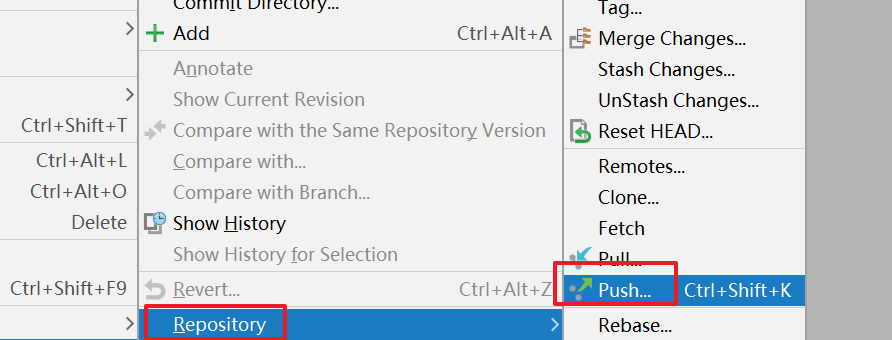 Ctrl+Shift+T
Ctrl+Alt+L
Ctrl+Alt+O
Delete
Ctrl+Shift+F9
Commit Directory...
Add Ctrl+Alt+A
Annotate
Show Current Revision
Compare with the Same Repository Version
Compare with...
Compare with Branch...
Show History
Show History for Selection
Revert... Ctrl+Alt+Z
Repository
Tag...
Merge Changes...
Stash Changes...
UnStash Changes...
Reset HEAD...
Remotes...
Clone...
Fetch
Pull...
Push... Ctrl+Shift+K
Rebase...